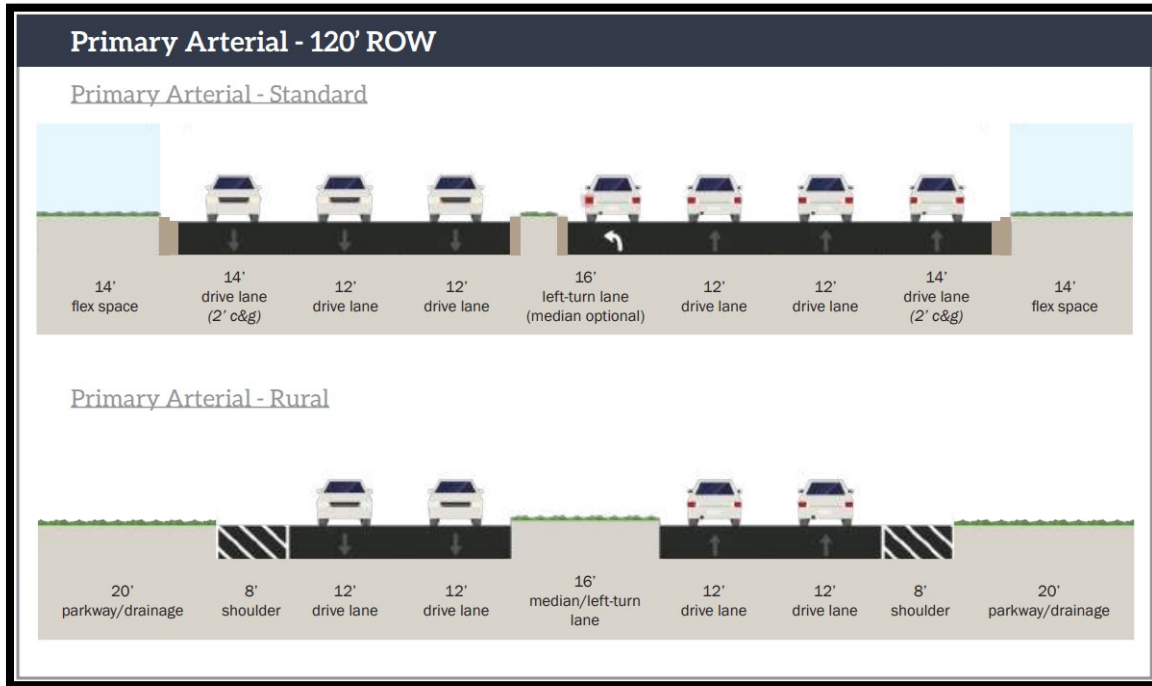 Primary Arterial - 120’ ROW
Primary Arterial - Standard
14’
flex space
14’
drive lane
(2’ c&g)
12’
drive lane
12’
drive lane
16’
left-turn lane
(median optional)
12’
drive lane
12’
drive lane
14’
drive lane
(2’ c&g)
14’
flex space
Primary Arterial - Rural
20’
parkway/drainage
8’
shoulder
12’
drive lane
12’
drive lane
16’
median/left-turn
lane
12’
drive lane
12’
drive lane
8’
shoulder
20’
parkway/drainage